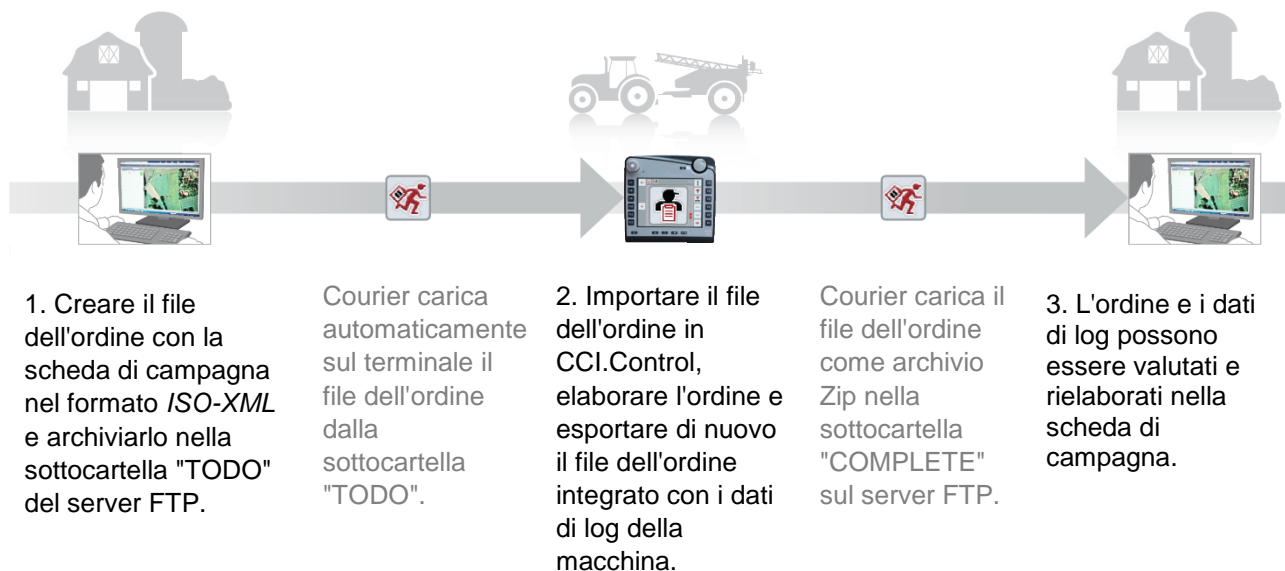 1. Creare il file
dell'ordine con la
scheda di campagna
nel formato ISO-XML
e archiviarlo nella
sottocartella "TODO"
del server FTP.
Courier carica
automaticamente
sul terminale il
file dell'ordine
dalla
sottocartella
"TODO".
2. Importare il file
dell'ordine in
CCI.Control,
elaborare l'ordine e
esportare di nuovo
il file dell'ordine
integrato con i dati
di log della
macchina.
Courier carica il
file dell'ordine
come archivio
Zip nella
sottocartella
"COMPLETE"
sul server FTP.
3. L'ordine e i dati
di log possono
essere valutati e
rielaborati nella
scheda di
campagna.